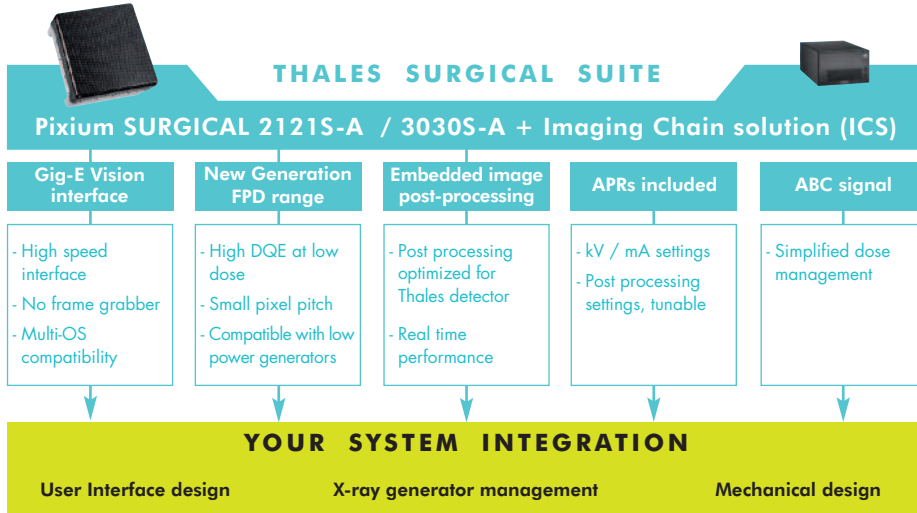 THALES SURGICAL SUITE
Pixium SURGICAL 2121S-A / 3030S-A + Imaging Chain solution (ICS)
Gig-E Vision
interface
- High speed
interface
- No frame grabber
- Multi-OS
compatibility
New Generation
FPD range
- High DQE at low
dose
- Small pixel pitch
- Compatible with low
power generators
Embedded image
post-processing
- Post processing
optimized for
Thales detector
- Real time
performance
APRs included
- kV / mA settings
- Post processing
settings, tunable
ABC signal
- Simplified dose
management
YOUR SYSTEM INTEGRATION
User Interface design
X-ray generator management
Mechanical design